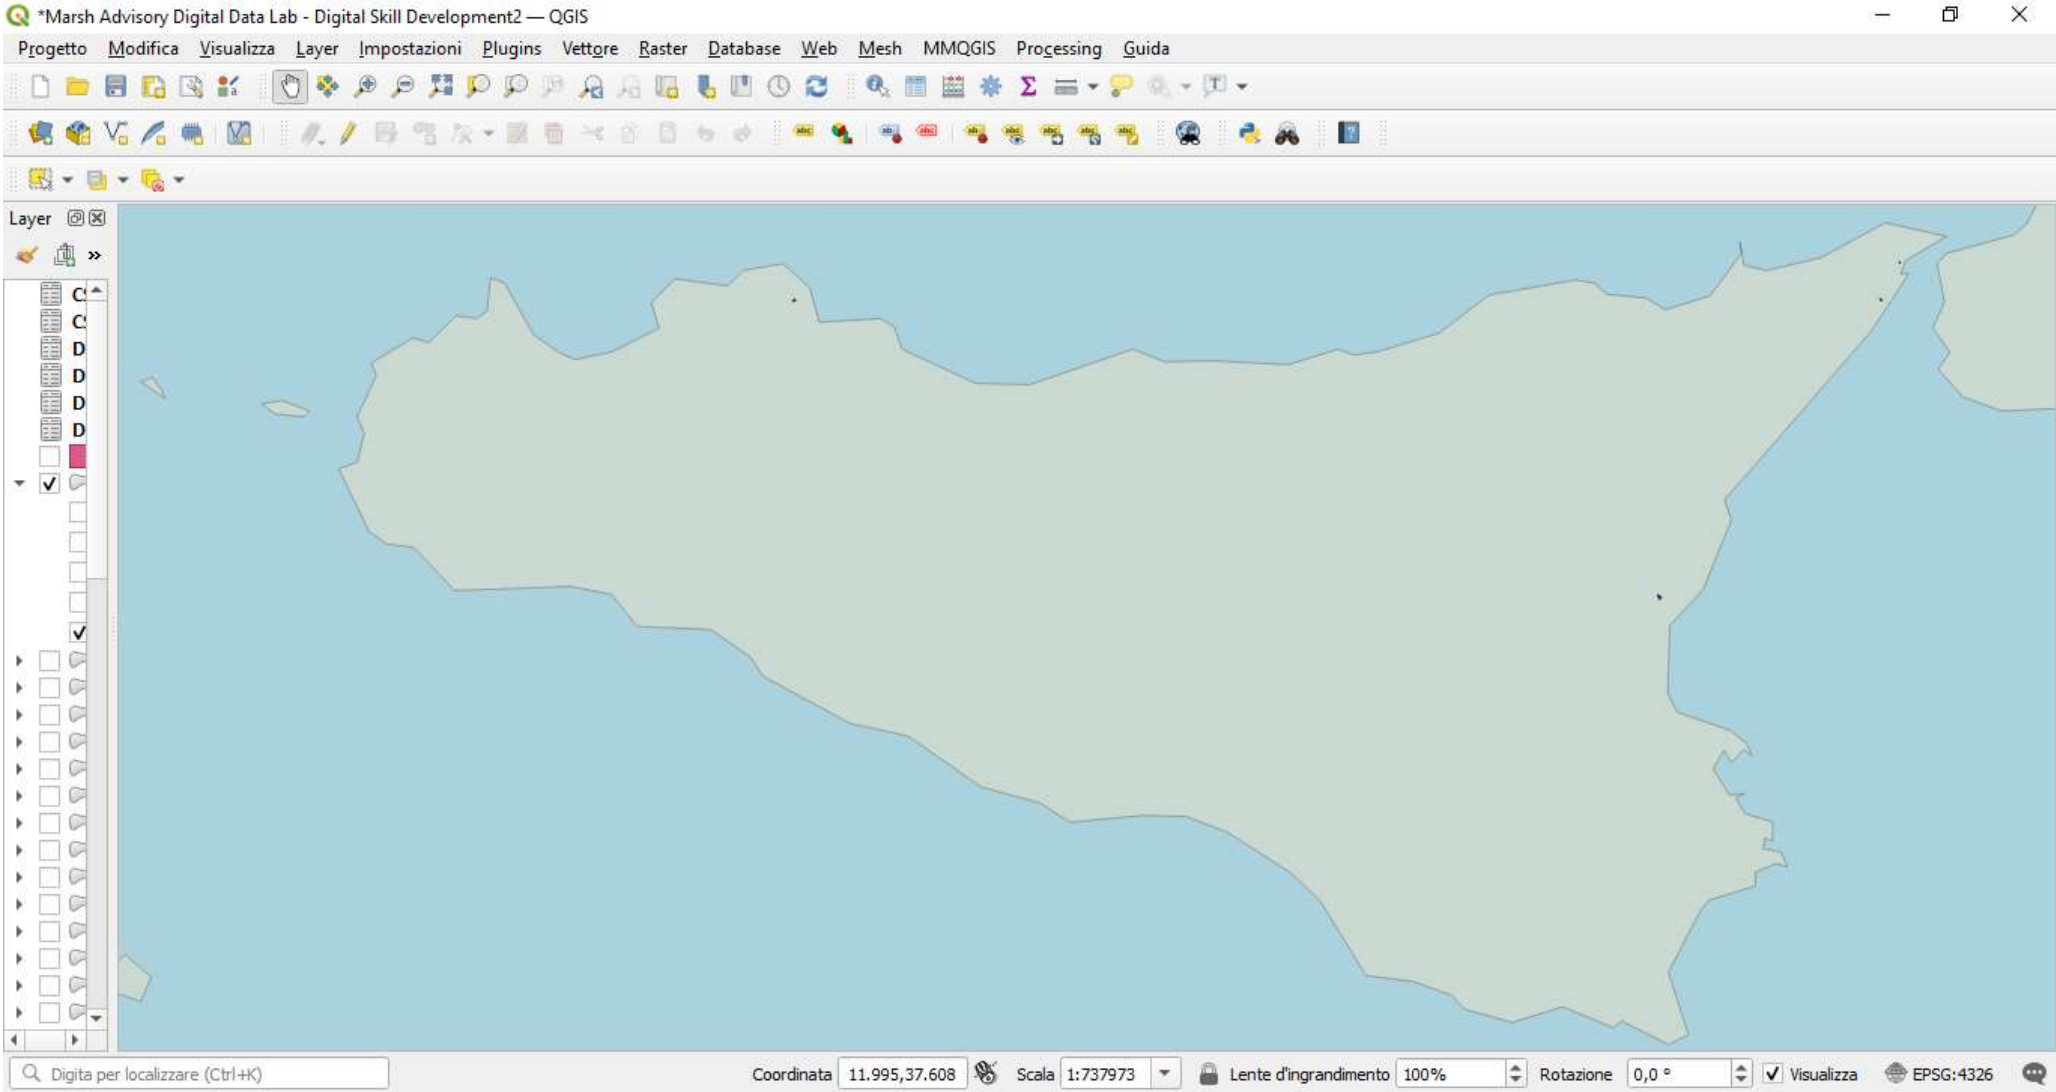 *Marsh Advisory Digital Data Lab - Digital Skill Development2 — QGIS
Progetto Modifica Visualizza Layer Impostazioni Plugins Vettore Raster Database Web Mesh MMQGIS Processing Guida
Layer
D
D
D
D
Digita per localizzare (Ctrl+K) Coordinata 11.995,37.608 Scala 1:737973 Lente d'ingrandimento 100% Rotazione 0,0 ° Visualizza EPSG:4326